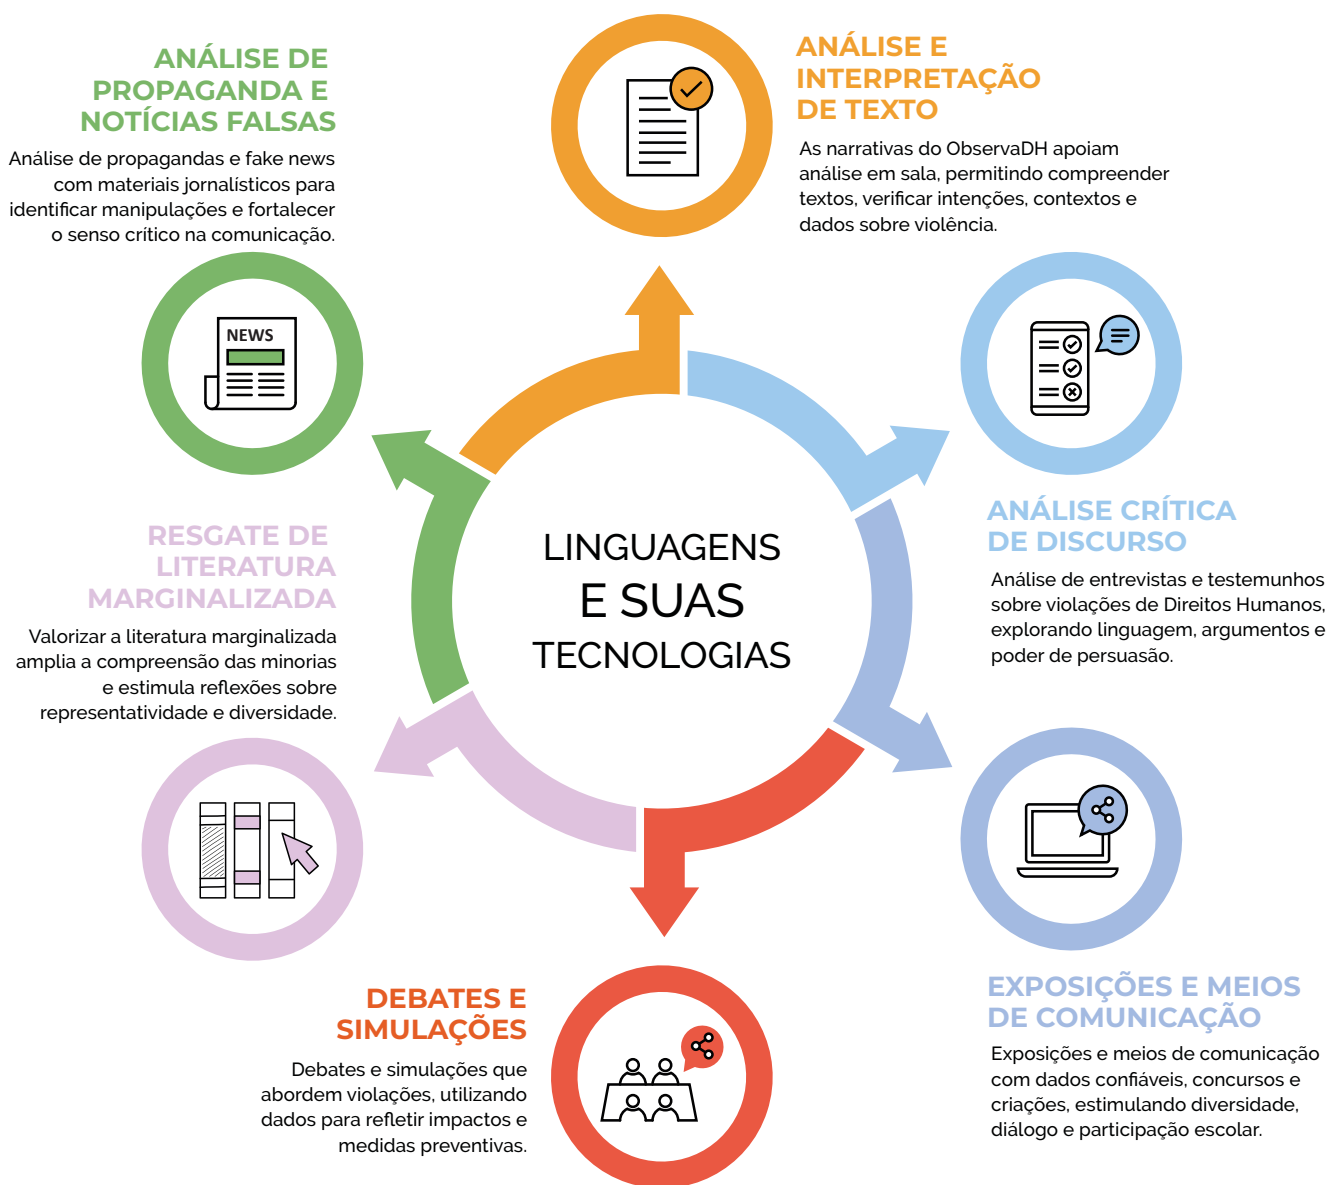 ANÁLISE DE
PROPAGANDA E
NOTÍCIAS FALSAS
Análise de propagandas e fake news
com materiais jornalísticos para
identificar manipulações e fortalecer
o senso crítico na comunicação.
NEWS
ANÁLISE E
INTERPRETAÇÃO
DE TEXTO
As narrativas do ObservaDH apoiam
análise em sala, permitindo compreender
textos, verificar intenções, contextos e
dados sobre violência.
ANÁLISE CRÍTICA
DE DISCURSO
Análise de entrevistas e testemunhos
sobre violações de Direitos Humanos,
explorando linguagem, argumentos e
poder de persuasão.
RESGATE DE
LITERATURA
MARGINALIZADA
Valorizar a literatura marginalizada
amplia a compreensão das minorias
e estimula reflexões sobre
representatividade e diversidade.
LINGUAGENS
E SUAS
TECNOLOGIAS
DEBATES E
SIMULAÇÕES
Debates e simulações que
abordem violações, utilizando
dados para refletir impactos e
medidas preventivas.
EXPOSIÇÕES E MEIOS
DE COMUNICAÇÃO
Exposições e meios de comunicação
com dados confiáveis, concursos e
criações, estimulando diversidade,
diálogo e participação escolar.